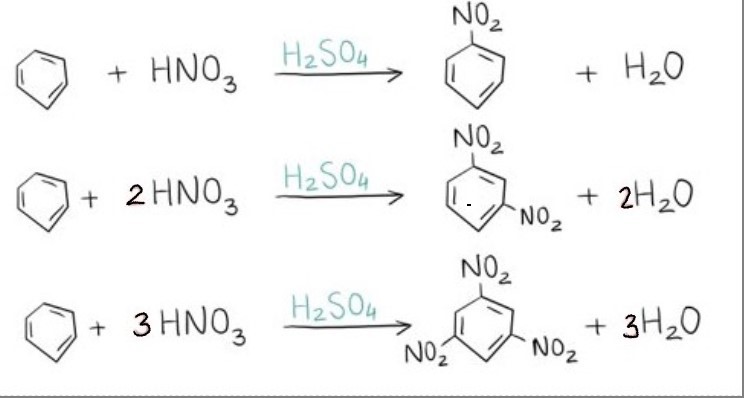 NO₂
+ HNO₃ H₂SO₄ + H₂O
NO₂
+ 2HNO₃ H₂SO₄ NO₂ + 2H₂O
NO₂
+ 3HNO₃ H₂SO₄ NO₂ NO₂ + 3H₂O